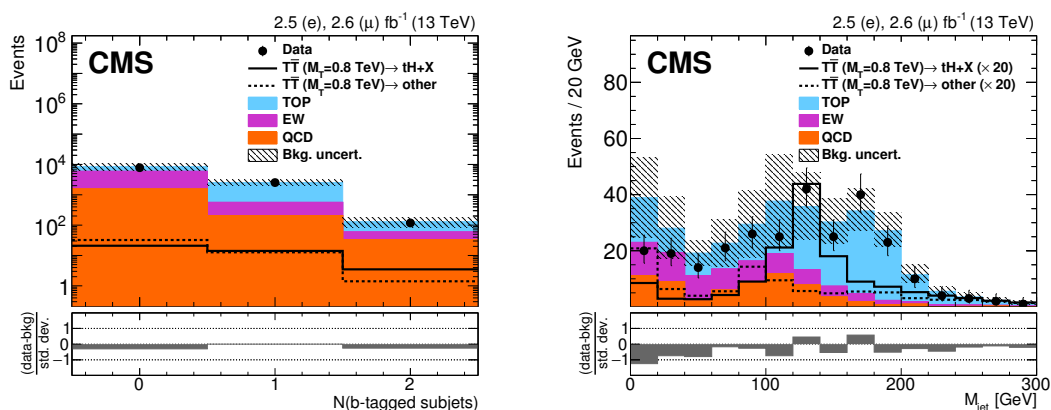 2.5 (e), 2.6 (μ) fb⁻¹ (13 TeV)
CMS
Data
TT̅ (M_T=0.8 TeV)→ tH+X
TT̅ (M_T=0.8 TeV)→ other
TOP
EW
QCD
Bkg. uncert.
Events
10⁸
10⁶
10⁴
10²
1
(data-bkg)
std. dev.
1
0
−1
0 1 2
N(b-tagged subjets)
2.5 (e), 2.6 (μ) fb⁻¹ (13 TeV)
CMS
Data
TT̅ (M_T=0.8 TeV)→ tH+X (× 20)
TT̅ (M_T=0.8 TeV)→ other (× 20)
TOP
EW
QCD
Bkg. uncert.
Events / 20 GeV
80
60
40
20
(data-bkg)
std. dev.
1
0
−1
0 100 200 300
M_jet [GeV]